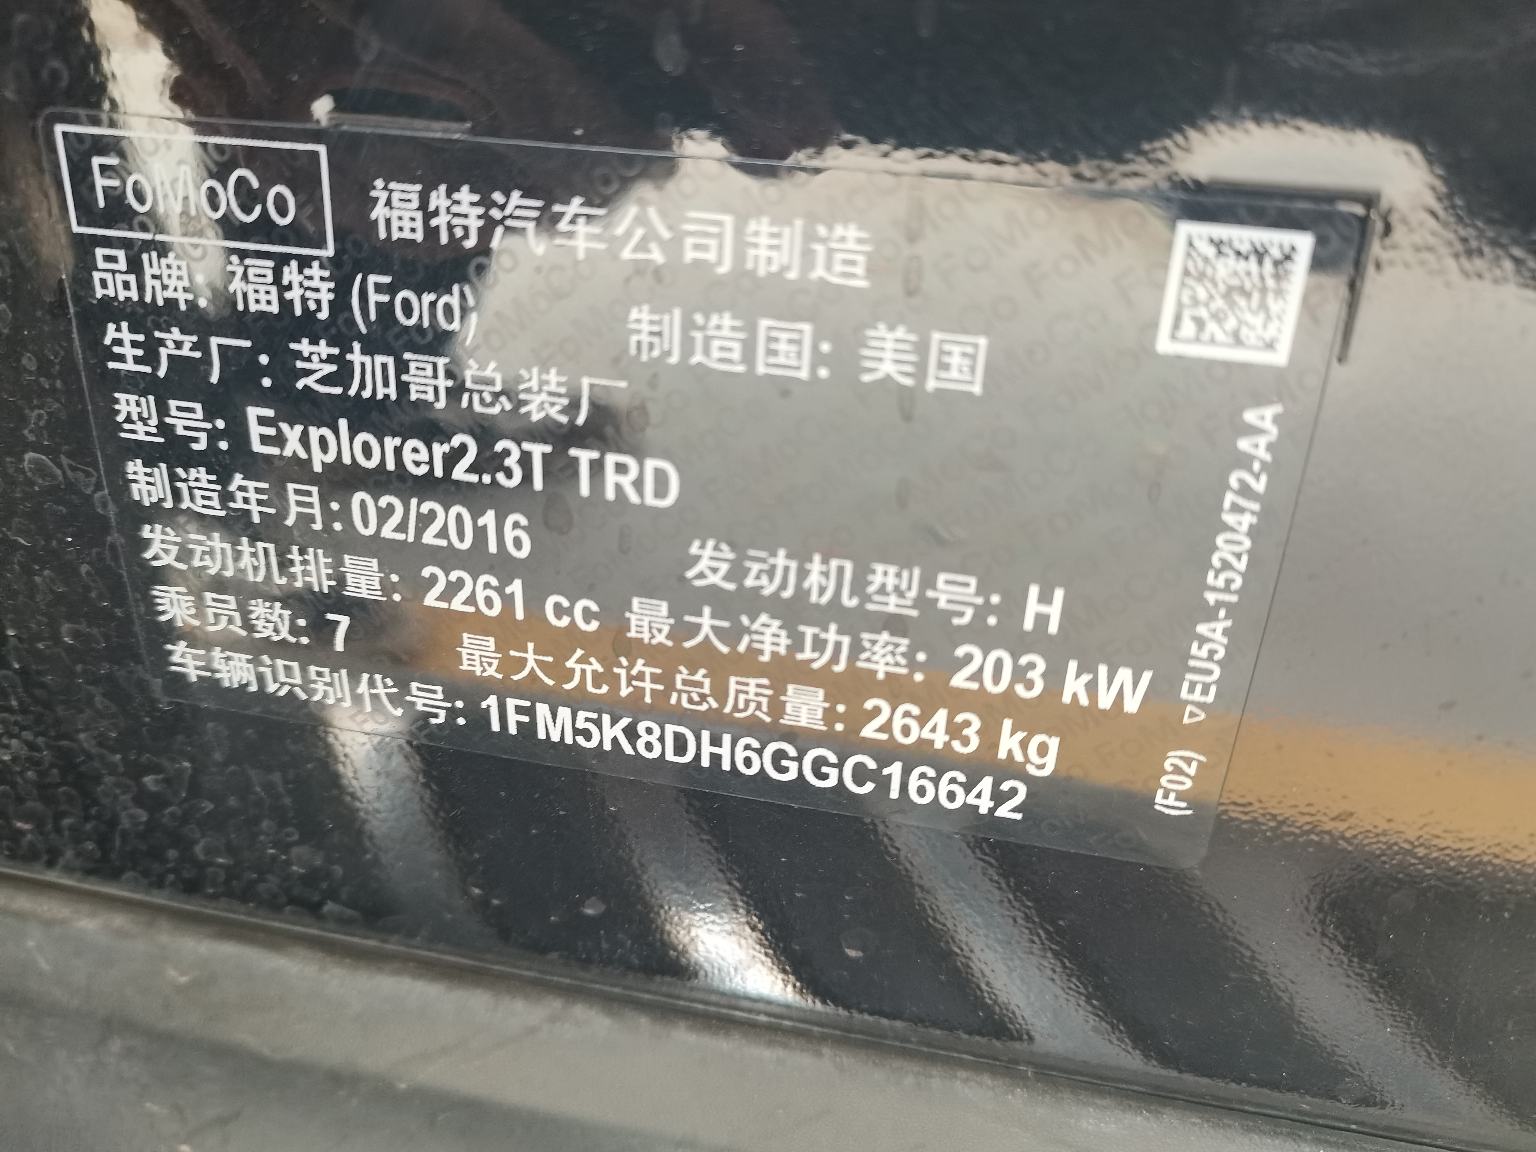 FoMoCo 福特汽车公司制造
品牌: 福特 (Ford) 制造国: 美国
生产厂: 芝加哥总装厂
型号: Explorer2.3T TRD
制造年月:02/2016 发动机型号: H
发动机排量: 2261 cc 最大净功率: 203 kW
乘员数: 7 最大允许总质量: 2643 kg
车辆识别代号: 1FM5K8DH6GGC16642
(F02) ▽EU5A-1520472-AA